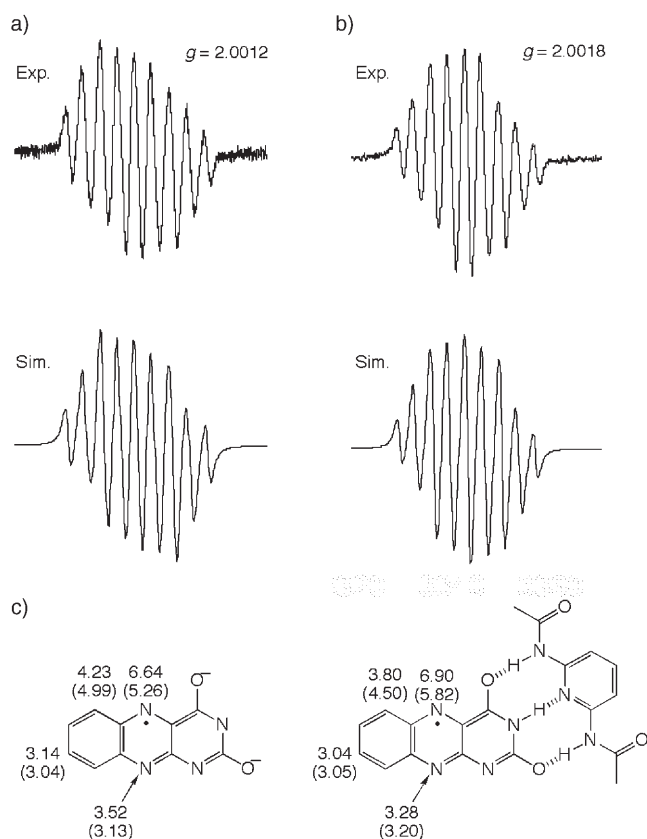 a)
b)
g = 2.0012
g = 2.0018
Exp.
Exp.
Sim.
Sim.
c)
4.23 6.64
(4.99) (5.26)
O−
N
N
N
N
O−
3.14
(3.04)
3.52
(3.13)
O
N
H
3.80 6.90
(4.50) (5.82)
O
N
N
H
N
N
N
O
H
N
O
3.04
(3.05)
3.28
(3.20)